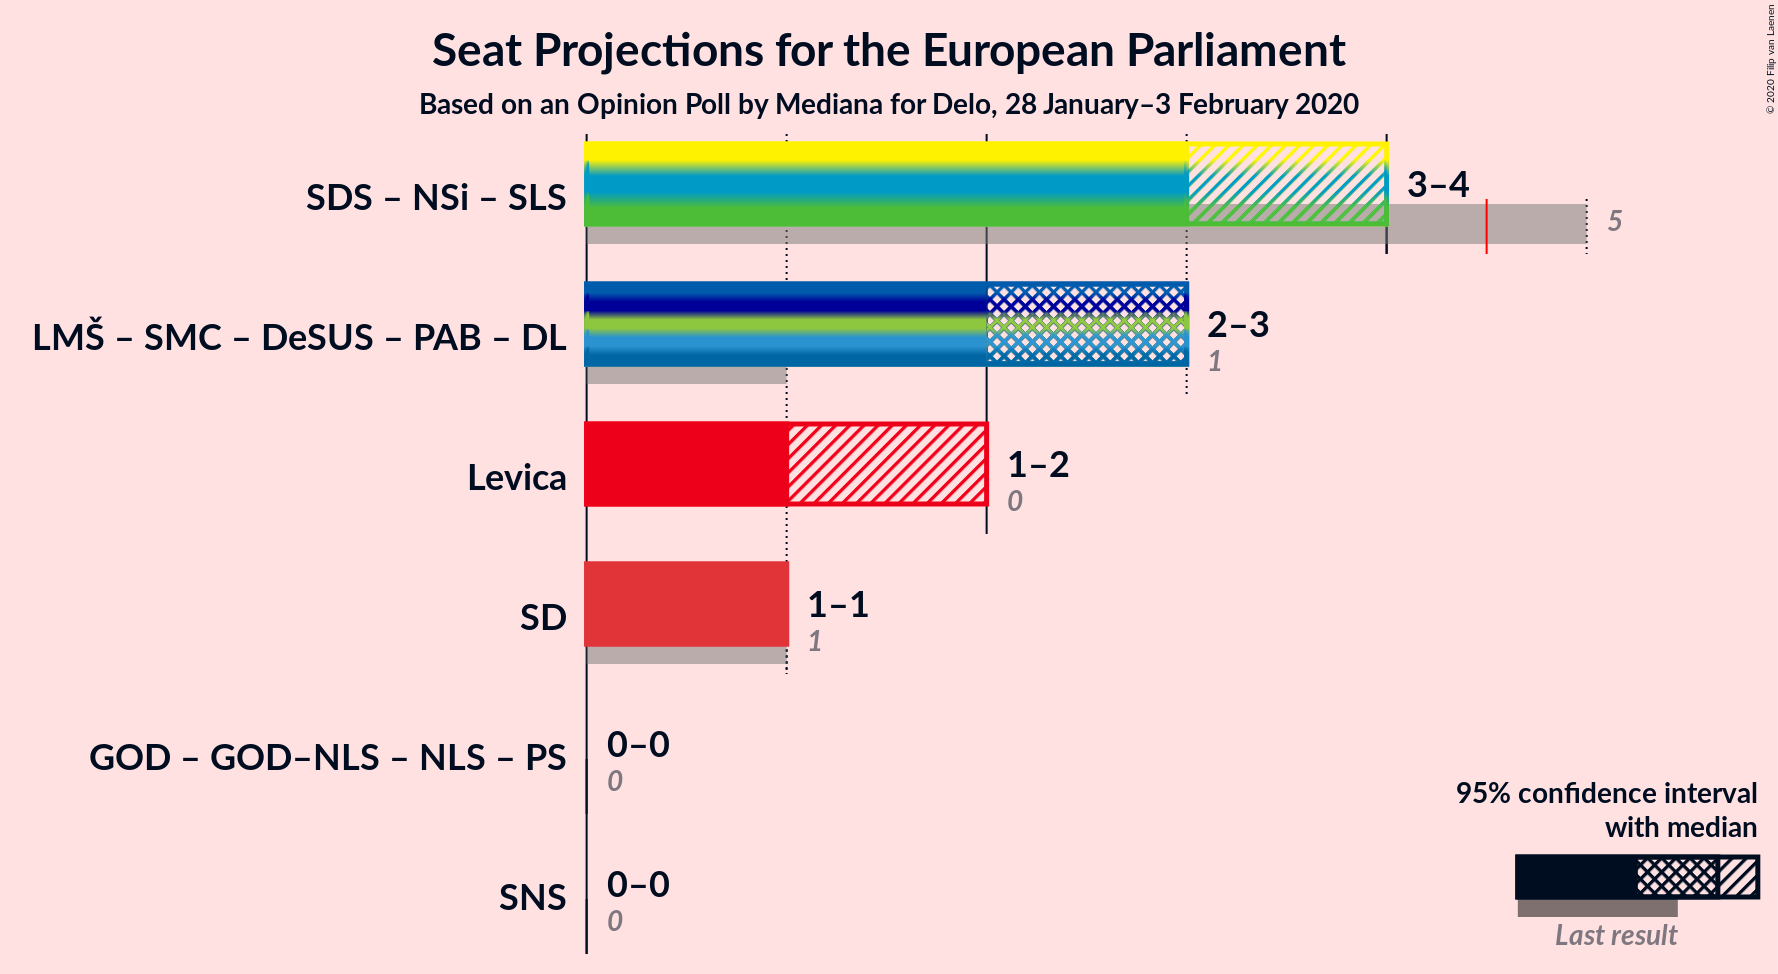 Seat Projections for the European Parliament
Based on an Opinion Poll by Mediana for Delo, 28 January–3 February 2020
© 2020 Filip van Laenen
SDS – NSi – SLS
3–4
5
LMŠ – SMC – DeSUS – PAB – DL
2–3
1
Levica
1–2
0
SD
1–1
1
GOD – GOD–NLS – NLS – PS
0–0
0
SNS
0–0
0
95% confidence interval
with median
Last result